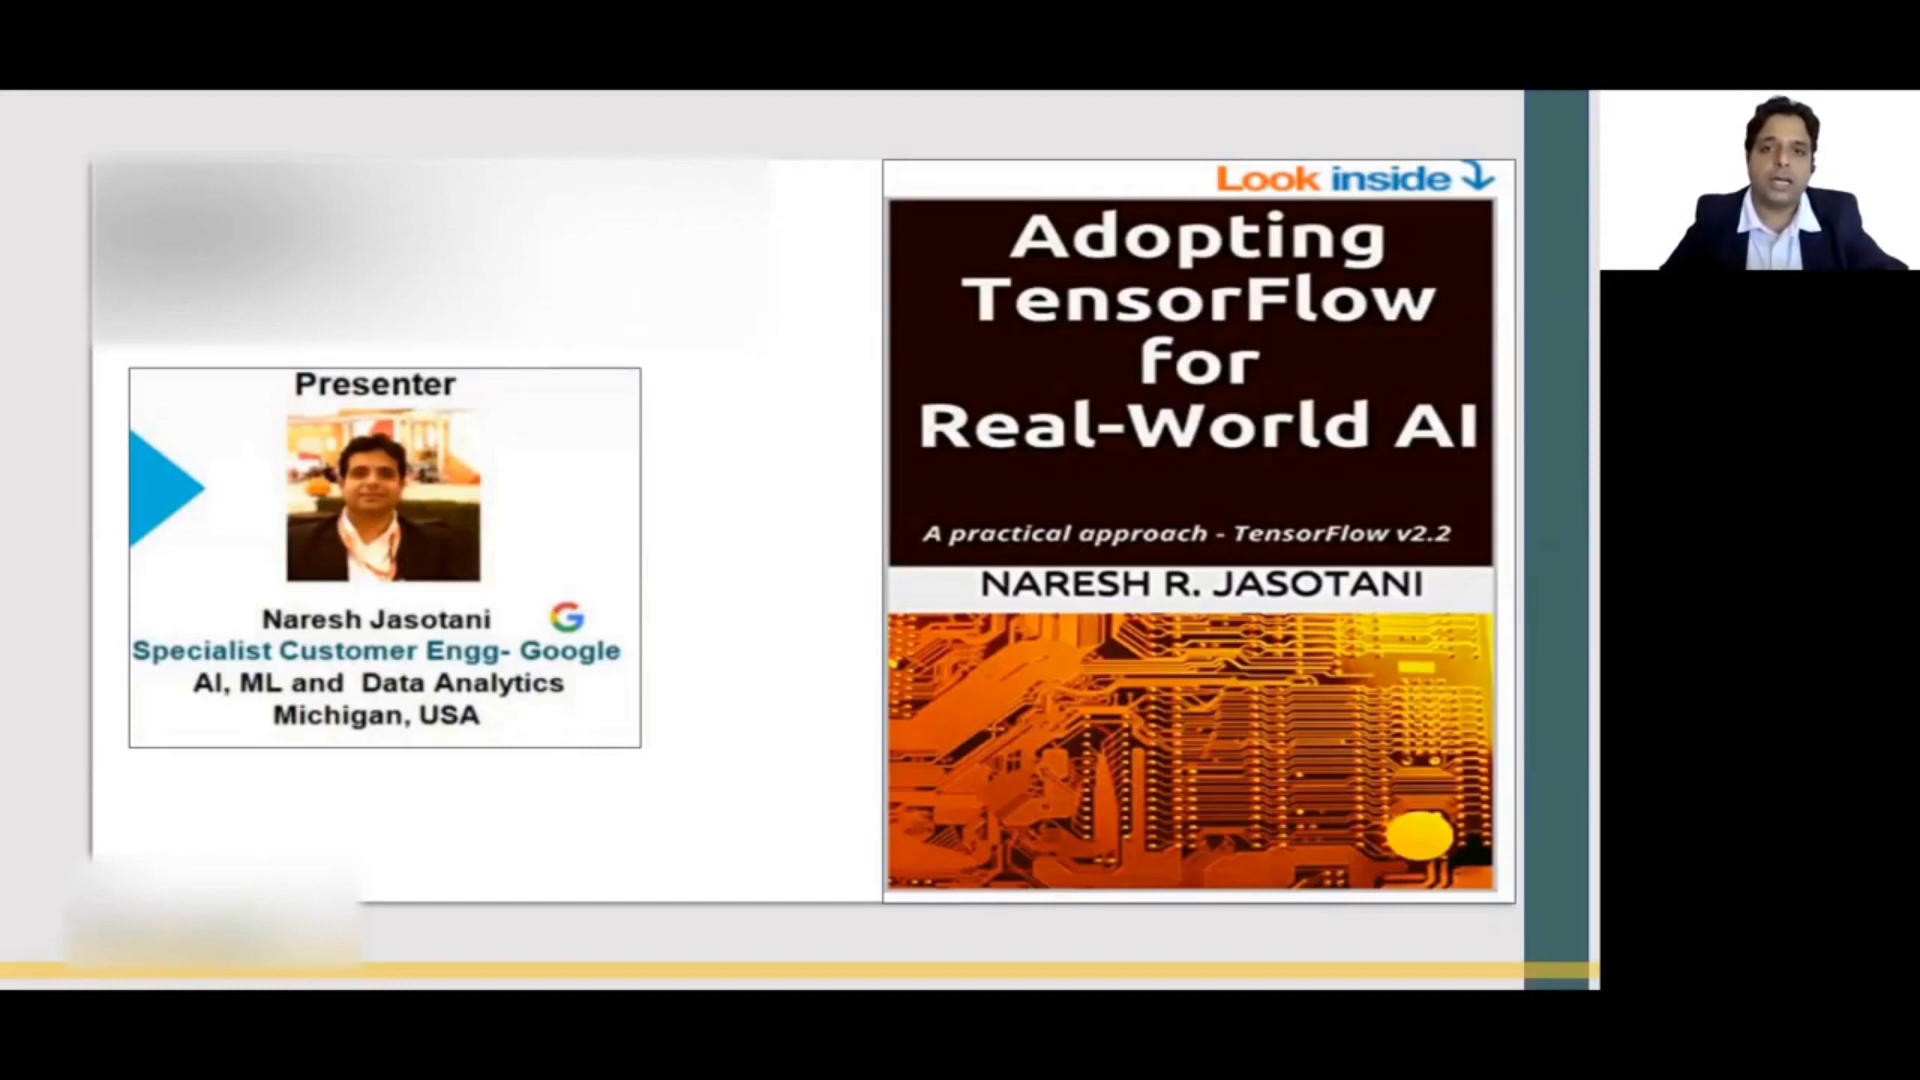 Presenter
Naresh Jasotani
Specialist Customer Engg- Google
AI, ML and Data Analytics
Michigan, USA
Look inside
Adopting
TensorFlow
for
Real-World AI
A practical approach - TensorFlow v2.2
NARESH R. JASOTANI